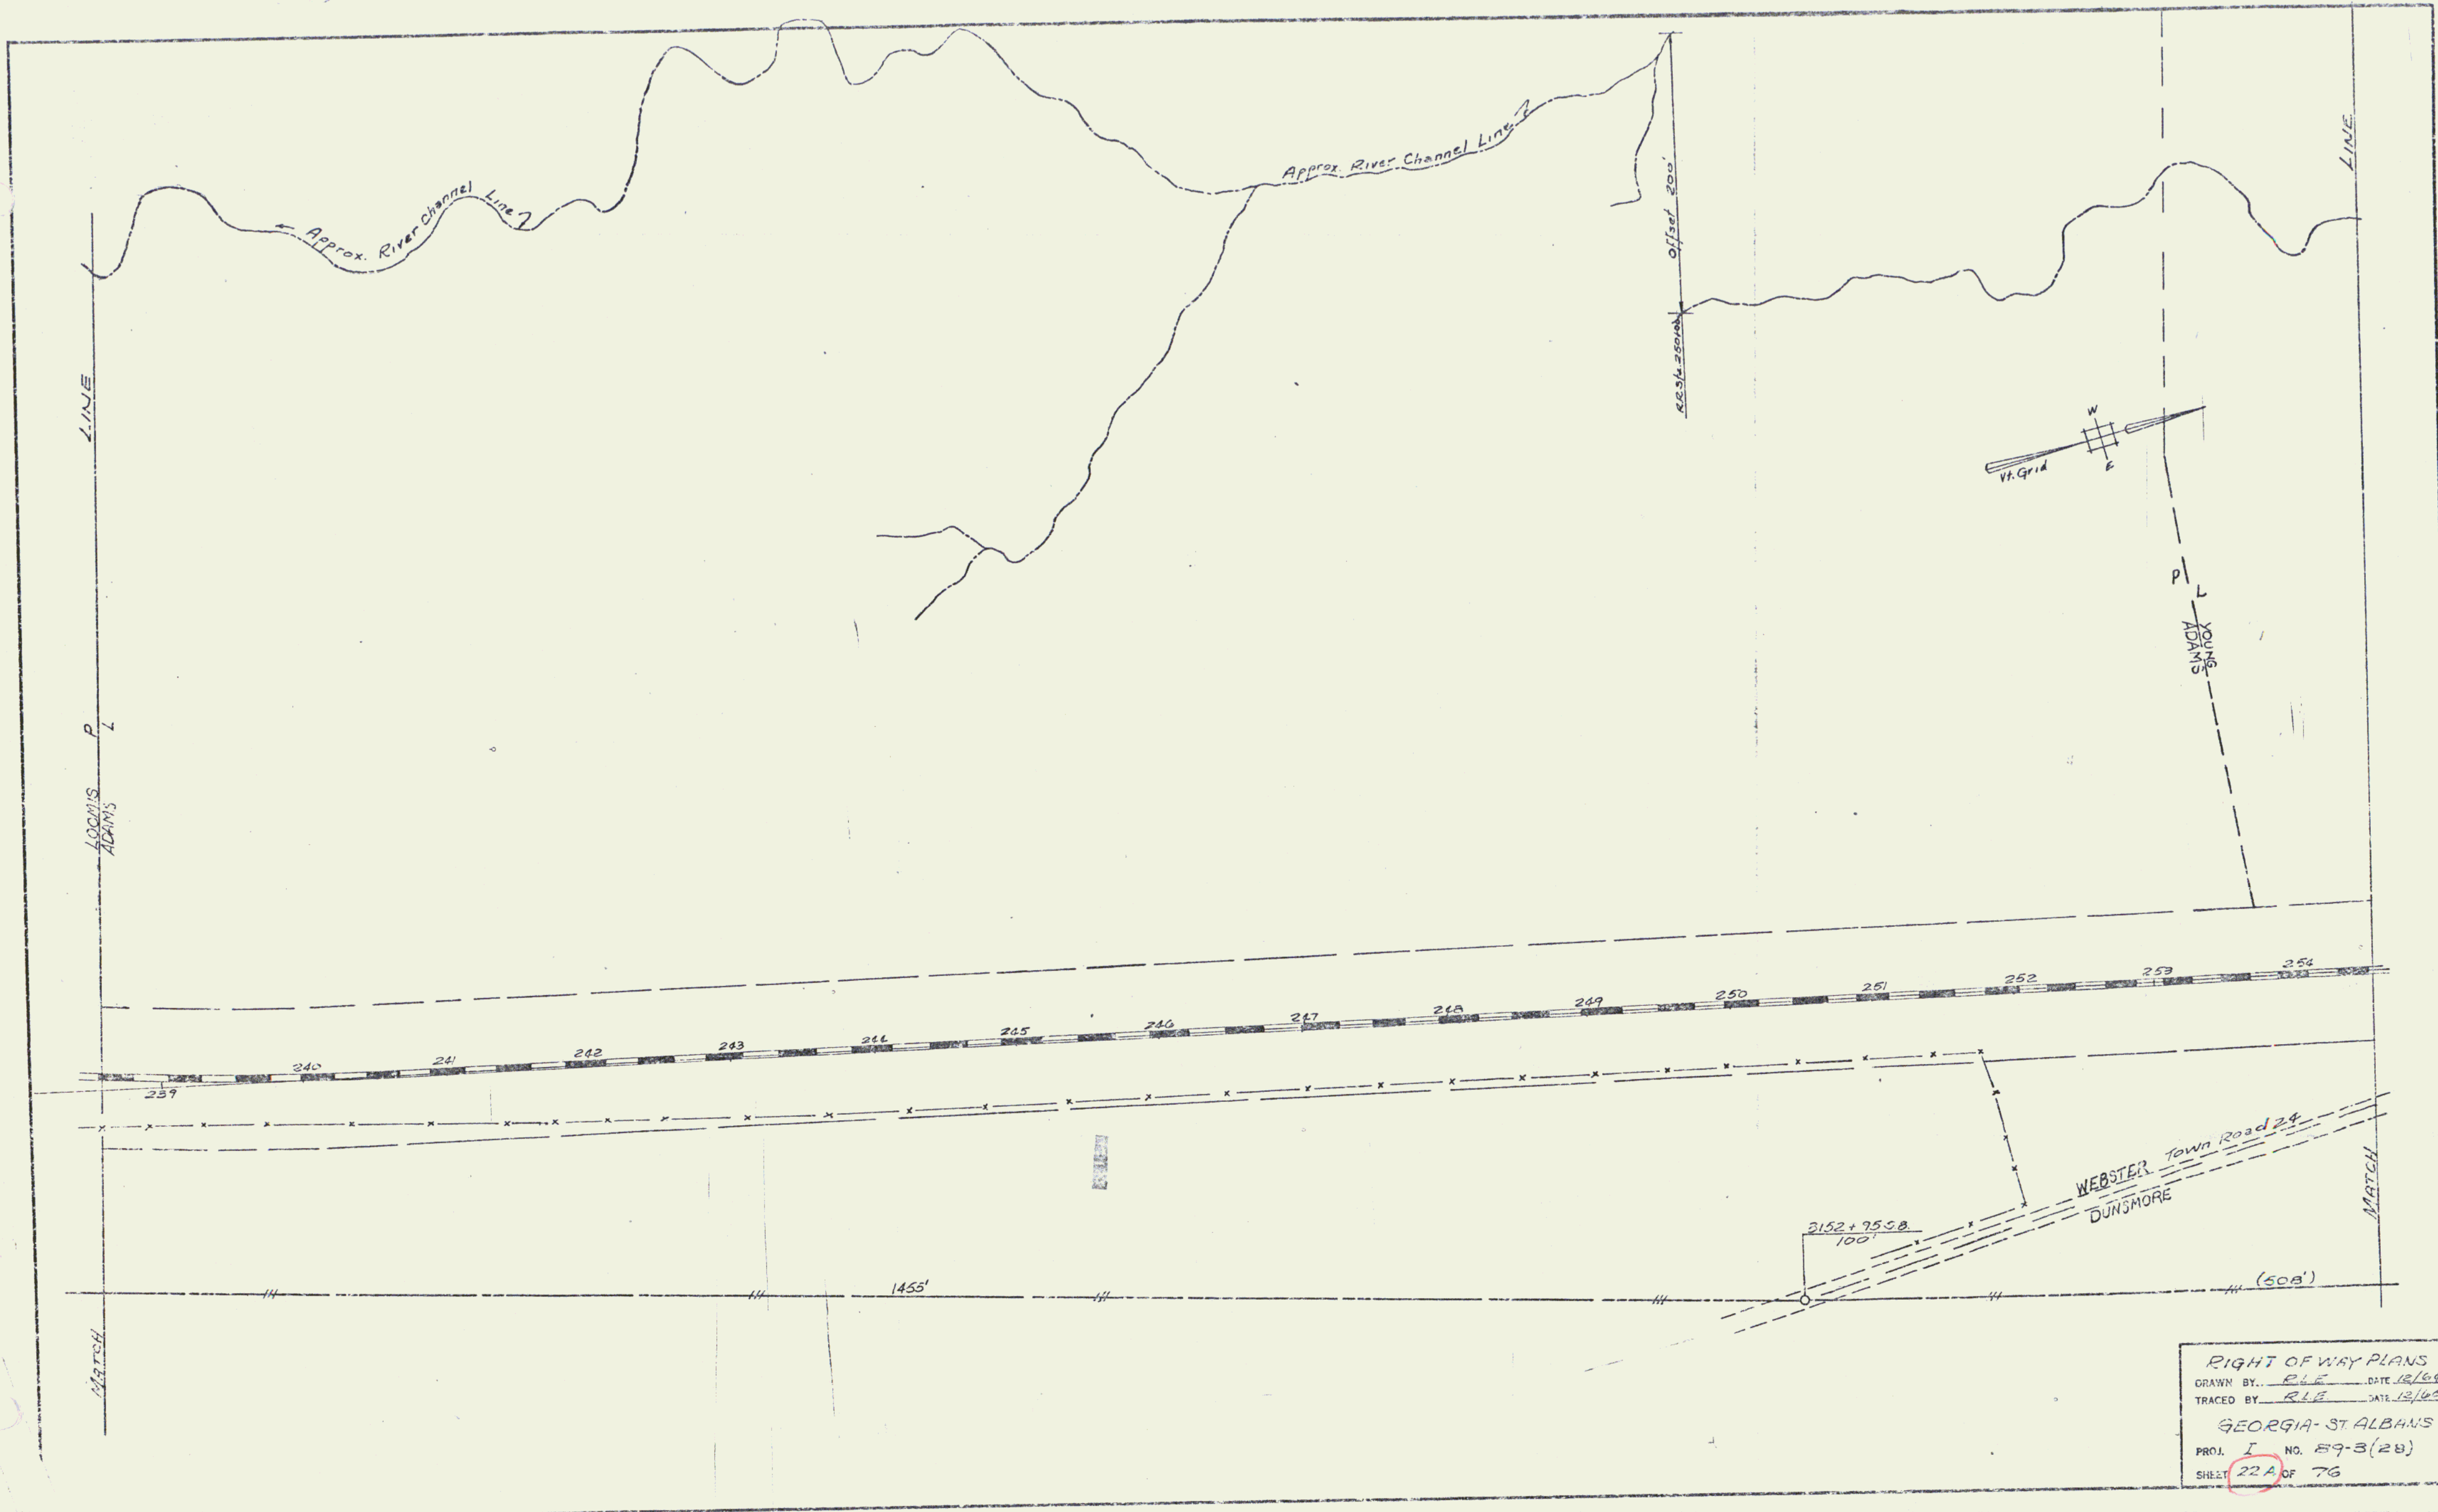 Approx. River Channel Line
Approx. River Channel Line
Offset 200'
LINE
LINE
W
E
Vt. Grid
P L
YOUNG
ADAMS
P L
LOOMIS
ADAMS
239 240 241 242 243 244 245 246 247 248 249 250 251 252 253 254
WEBSTER Town Road 24
DUNSMORE
MATCH
3152+95 S.B.
100'
1455'
(508')
MATCH
RIGHT OF WAY PLANS
DRAWN BY R.L.E. DATE
TRACED BY R.L.E. DATE
GEORGIA-ST. ALBANS
PROJ. I NO. 89-3(28)
SHEET 22A OF 76